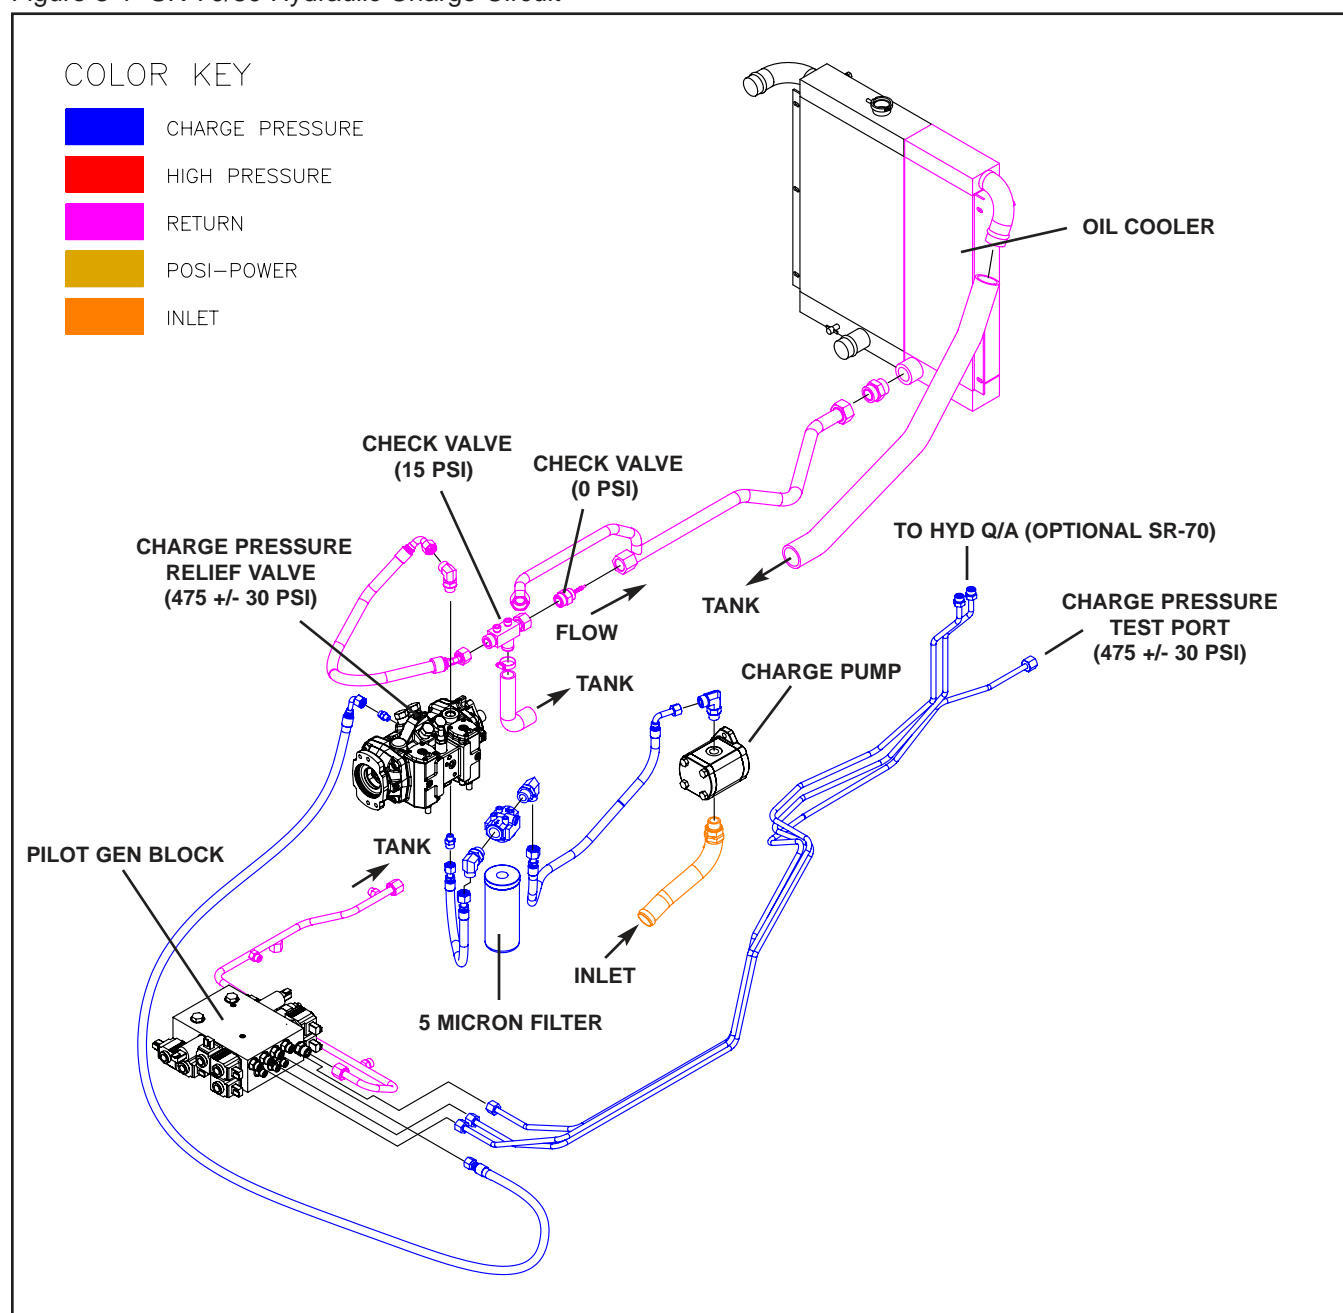 COLOR KEY
CHARGE PRESSURE
HIGH PRESSURE
RETURN
POSI-POWER
INLET
OIL COOLER
CHECK VALVE
(15 PSI)
CHECK VALVE
(0 PSI)
CHARGE PRESSURE
RELIEF VALVE
(475 +/- 30 PSI)
TO HYD Q/A (OPTIONAL SR-70)
TANK
FLOW
CHARGE PRESSURE
TEST PORT
(475 +/- 30 PSI)
CHARGE PUMP
TANK
PILOT GEN BLOCK
TANK
INLET
5 MICRON FILTER